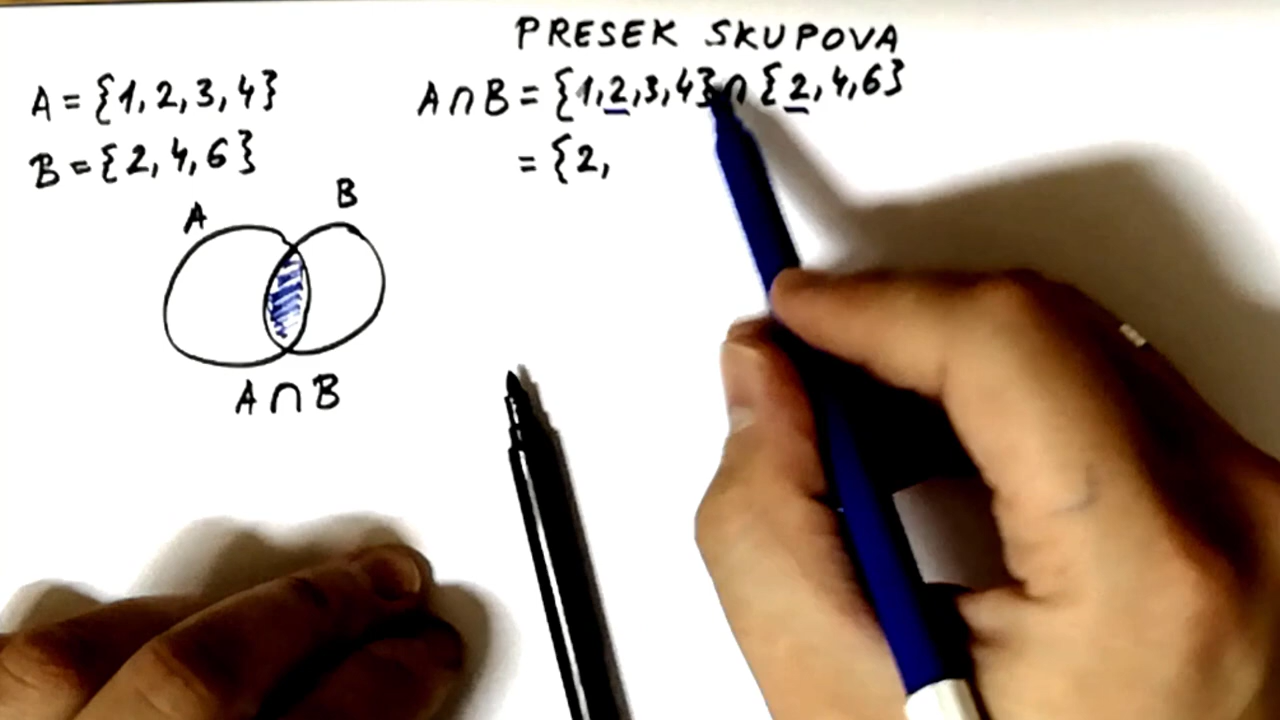 PRESEK SKUPOVA
A = {1, 2, 3, 4}
B = {2, 4, 6}
A ∩ B = {1, 2, 3, 4} ∩ {2, 4, 6}
= {2,
A
B
A ∩ B